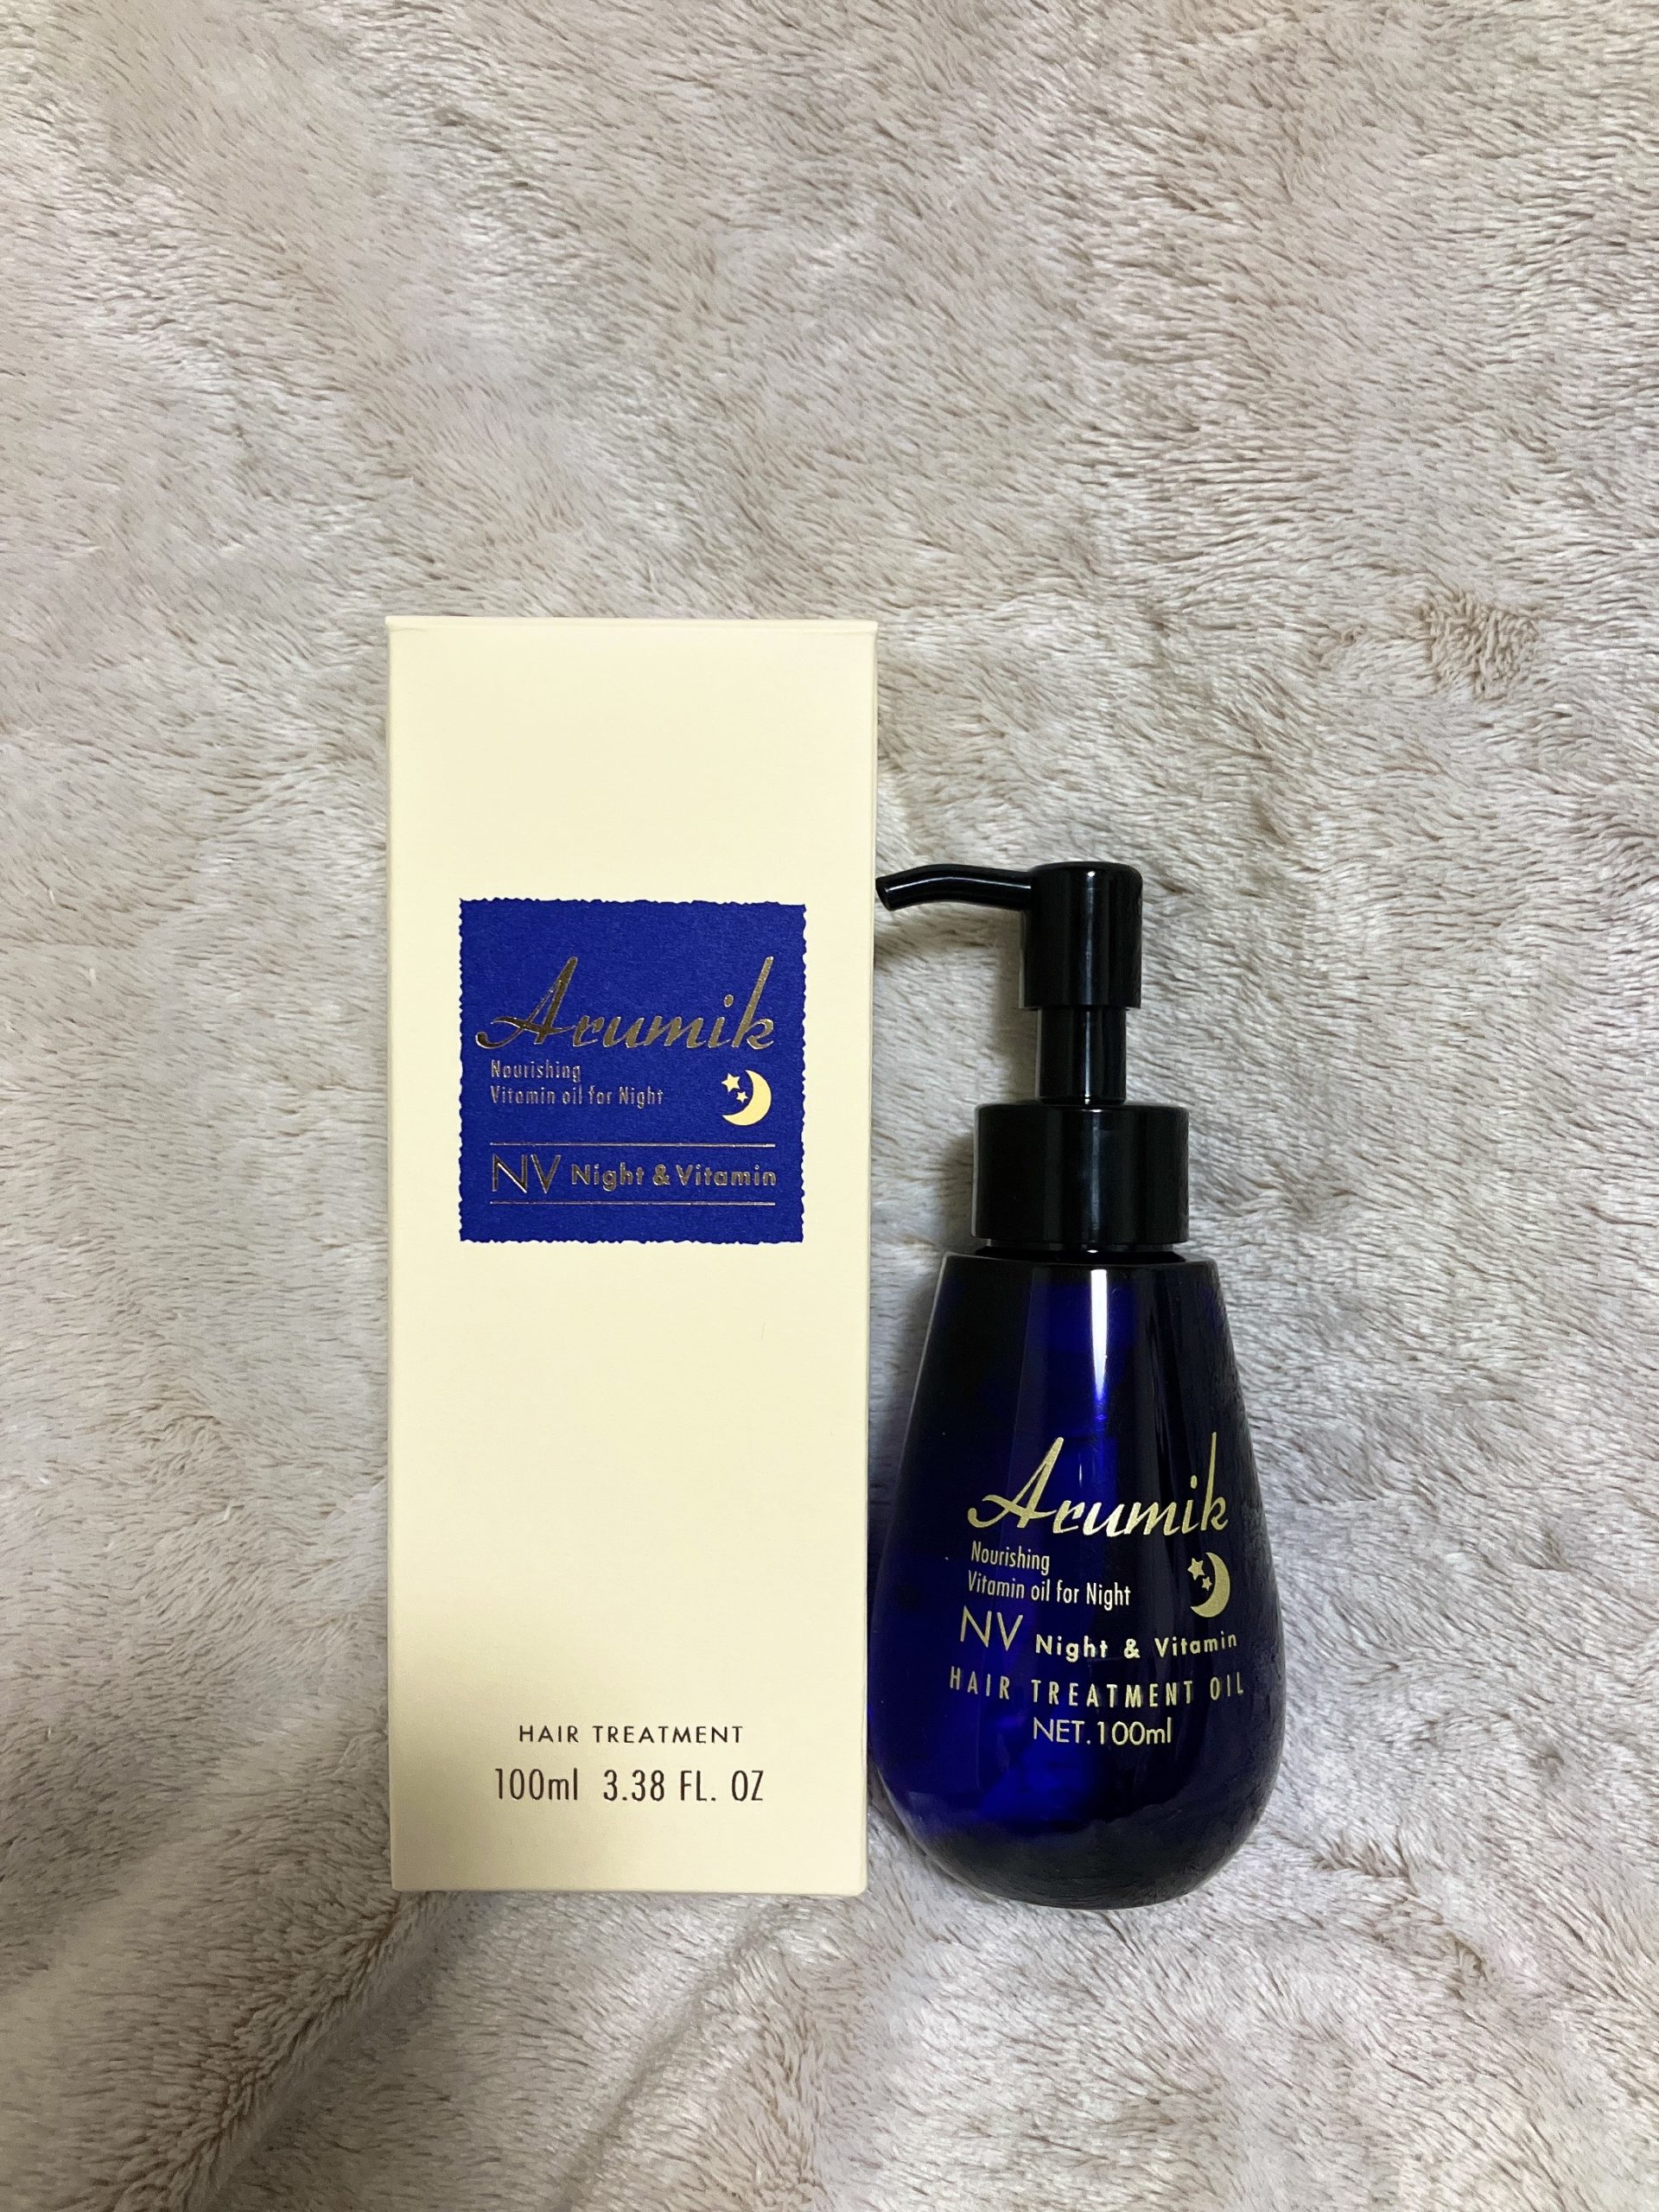 Arumik
Nourishing
Vitamin oil for Night
NV Night & Vitamin
HAIR TREATMENT
100ml 3.38 FL. OZ
Arumik
Nourishing
Vitamin oil for Night
NV Night & Vitamin
HAIR TREATMENT OIL
NET.100ml